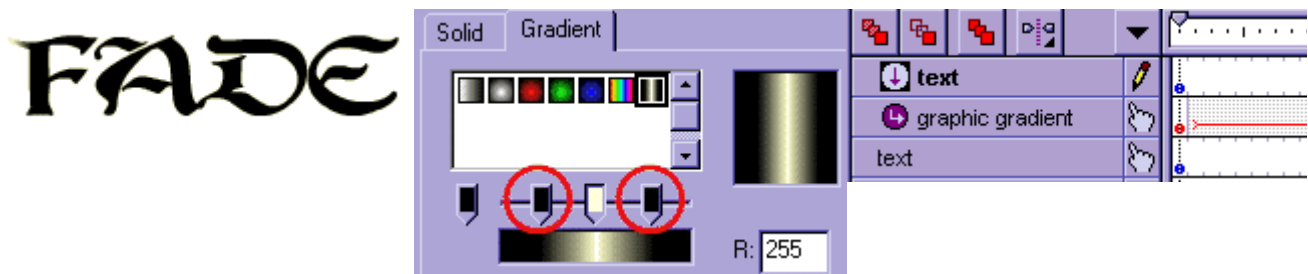 FADE
Solid
Gradient
R: 255
text
graphic gradient
text